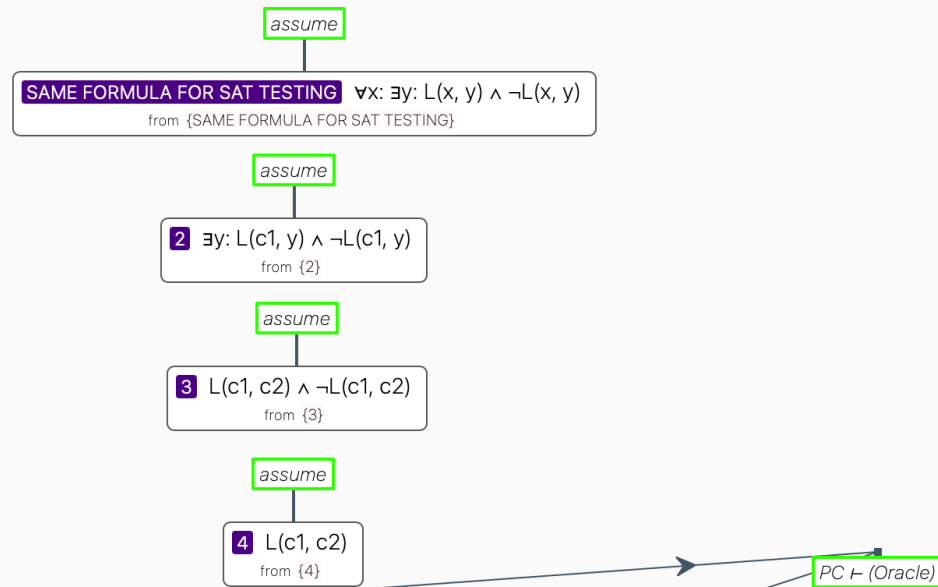 assume
SAME FORMULA FOR SAT TESTING ∀x: ∃y: L(x, y) ∧ ¬L(x, y)
from {SAME FORMULA FOR SAT TESTING}
assume
2 ∃y: L(c1, y) ∧ ¬L(c1, y)
from {2}
assume
3 L(c1, c2) ∧ ¬L(c1, c2)
from {3}
assume
4 L(c1, c2)
from {4}
PC ⊢ (Oracle)